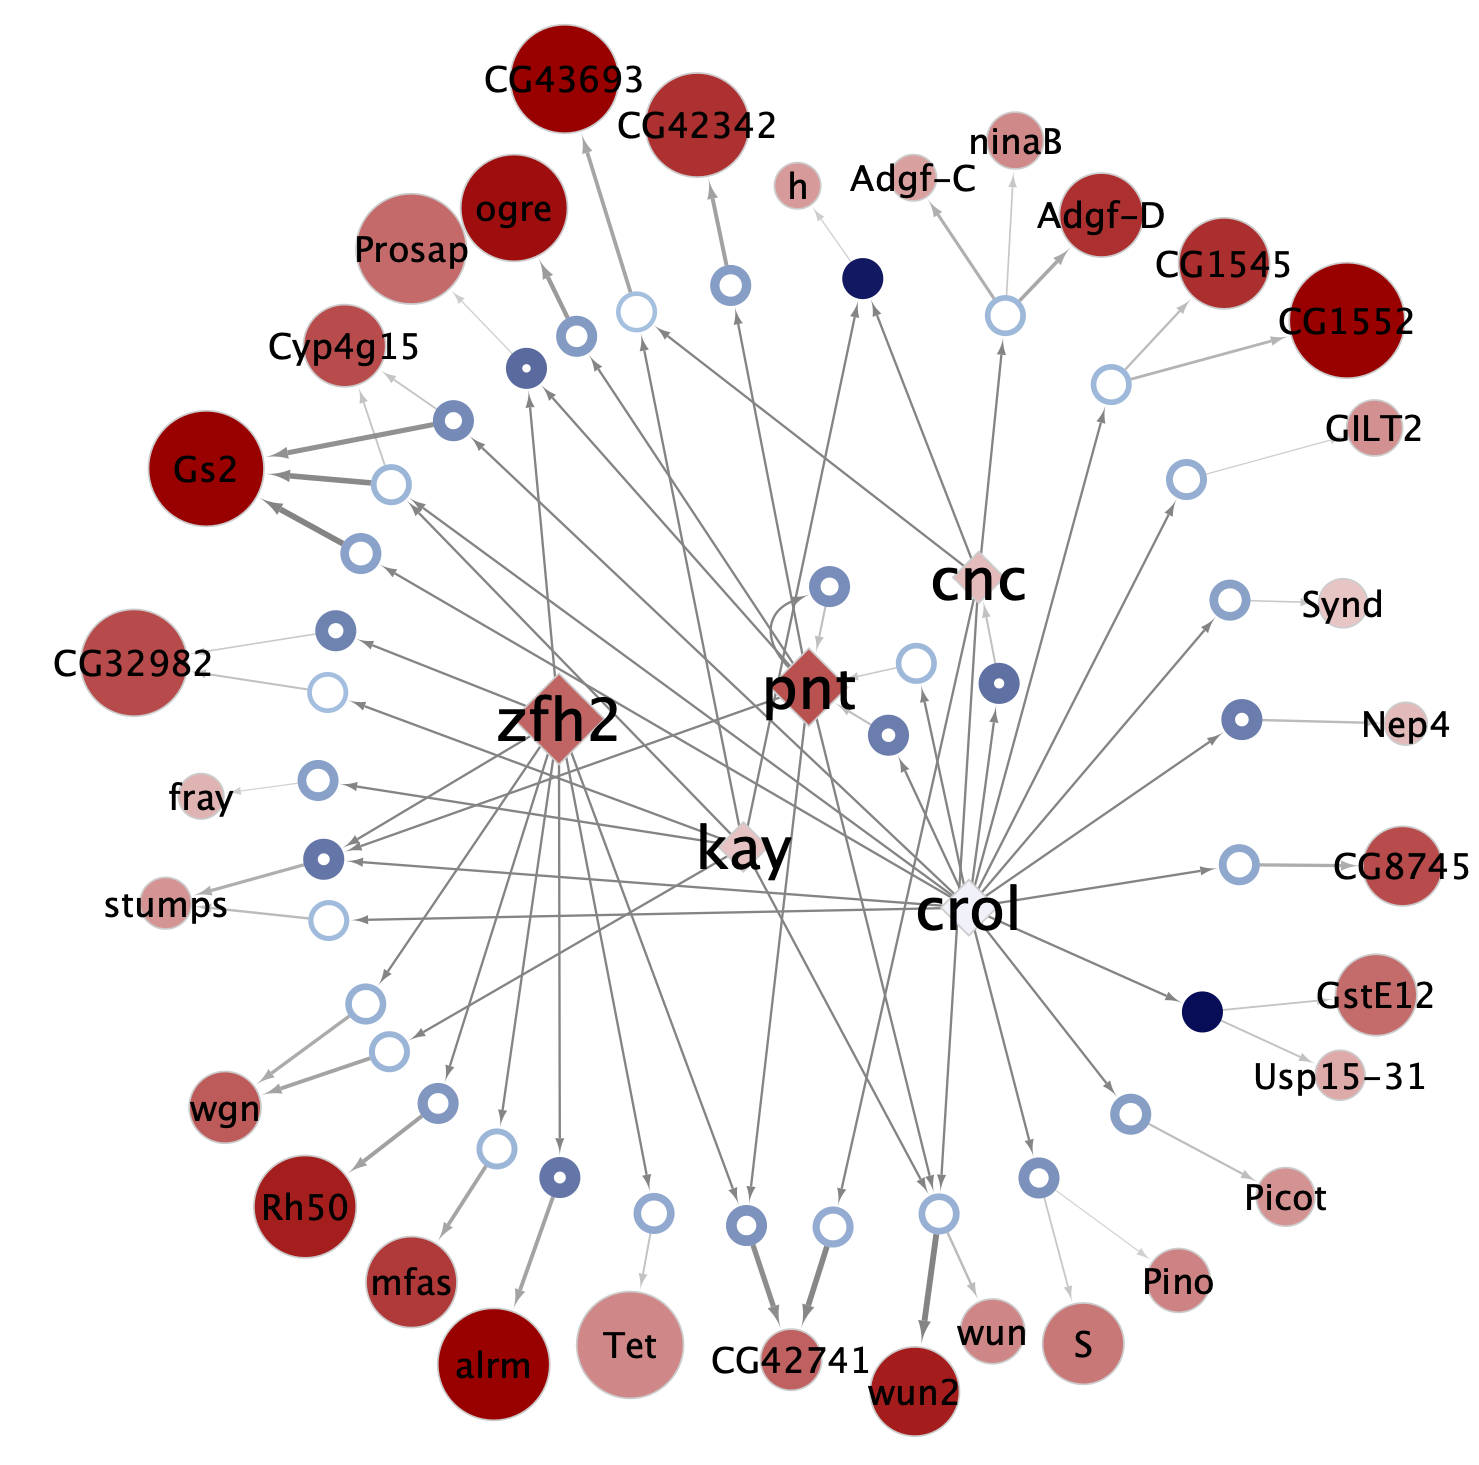 CG43693
CG42342
ninaB
h
Adgf-C
ogre
Adgf-D
Prosap
CG1545
CG1552
Cyp4g15
GILT2
Gs2
cnc
Synd
CG32982
pnt
zfh2
Nep4
fray
kay
CG8745
stumps
crol
GstE12
Usp15-31
wgn
Rh50
Picot
mfas
Pino
alrm
Tet
CG42741
wun
S
wun2